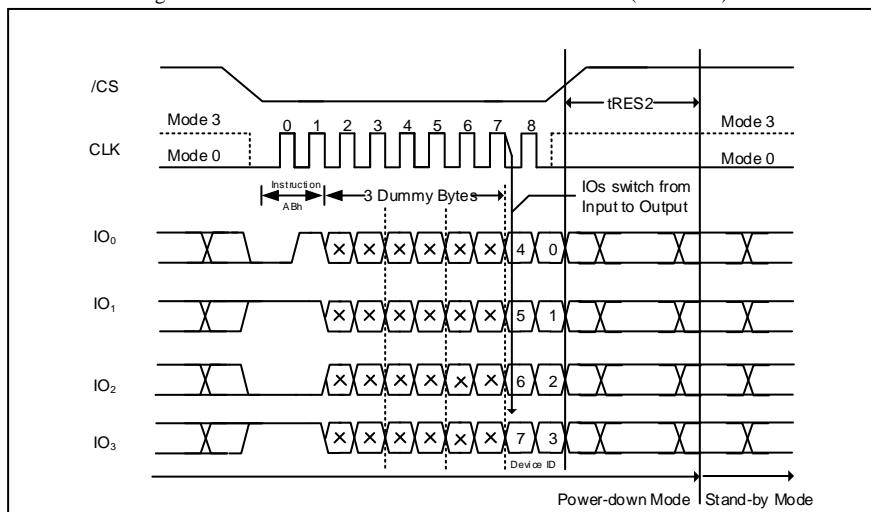 /CS
tRES2
Mode 3
0 1 2 3 4 5 6 7 8
Mode 3
CLK
Mode 0
Mode 0
Instruction
ABh
3 Dummy Bytes
IOs switch from
Input to Output
IO₀
× × × × × × 4 0
IO₁
× × × × × × 5 1
IO₂
× × × × × × 6 2
IO₃
× × × × × × 7 3
Device ID
Power-down Mode
Stand-by Mode